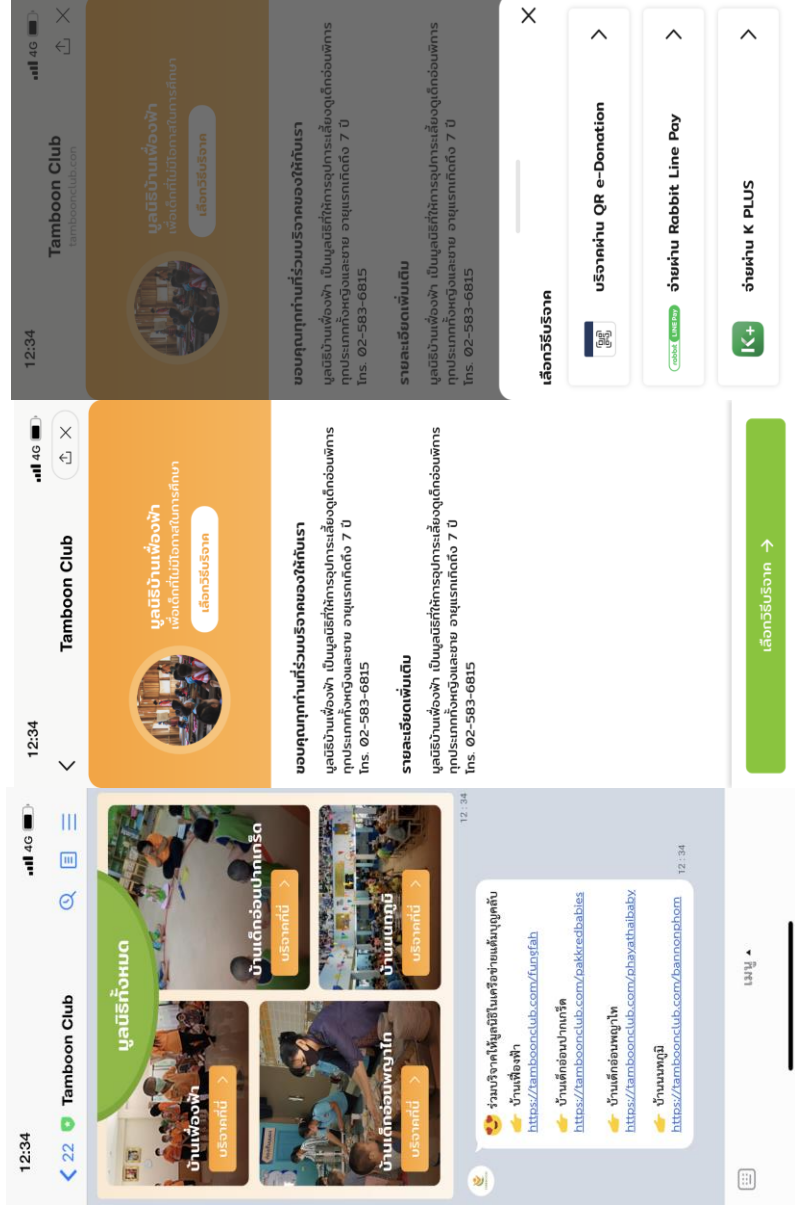 12:34
4G
22
Tamboon Club
มูลนิธิทั้งหมด
บ้านเฟื่องฟ้า
บริจาคที่นี่ >
บ้านเด็กอ่อนปากเกร็ด
บริจาคที่นี่ >
บ้านเด็กอ่อนพญาไท
บริจาคที่นี่ >
บ้านนนทภูมิ
บริจาคที่นี่ >
12:34
😍 ร่วมบริจาคให้มูลนิธิในเครือข่ายแต้มบุญคลับ
👉 บ้านเฟื่องฟ้า
https://tamboonclub.com/fungfah
👉 บ้านเด็กอ่อนปากเกร็ด
https://tamboonclub.com/pakkredbabies
👉 บ้านเด็กอ่อนพญาไท
https://tamboonclub.com/phayathaibaby
👉 บ้านนนทภูมิ
https://tamboonclub.com/bannonphom
12:34
เมนู ▴
12:34
4G
Tamboon Club
มูลนิธิบ้านเฟื่องฟ้า
เพื่อเด็กที่ไม่มีโอกาสในการศึกษา
เลือกวิธีบริจาค
ขอบคุณทุกท่านที่ร่วมบริจาคของให้กับเรา
มูลนิธิบ้านเฟื่องฟ้า เป็นมูลนิธิที่ให้การอุปการะเลี้ยงดูเด็กอ่อนพิการ
ทุกประเภททั้งหญิงและชาย อายุแรกเกิดถึง 7 ปี
โทร. 02-583-6815
รายละเอียดเพิ่มเติม
มูลนิธิบ้านเฟื่องฟ้า เป็นมูลนิธิที่ให้การอุปการะเลี้ยงดูเด็กอ่อนพิการ
ทุกประเภททั้งหญิงและชาย อายุแรกเกิดถึง 7 ปี
โทร. 02-583-6815
เลือกวิธีบริจาค →
12:34
4G
Tamboon Club
tamboonclub.con
มูลนิธิบ้านเฟื่องฟ้า
เพื่อเด็กที่ไม่มีโอกาสในการศึกษา
เลือกวิธีบริจาค
ขอบคุณทุกท่านที่ร่วมบริจาคของให้กับเรา
มูลนิธิบ้านเฟื่องฟ้า เป็นมูลนิธิที่ให้การอุปการะเลี้ยงดูเด็กอ่อนพิการ
ทุกประเภททั้งหญิงและชาย อายุแรกเกิดถึง 7 ปี
โทร. 02-583-6815
รายละเอียดเพิ่มเติม
มูลนิธิบ้านเฟื่องฟ้า เป็นมูลนิธิที่ให้การอุปการะเลี้ยงดูเด็กอ่อนพิการ
ทุกประเภททั้งหญิงและชาย อายุแรกเกิดถึง 7 ปี
โทร. 02-583-6815
เลือกวิธีบริจาค
บริจาคผ่าน QR e-Donation
rabbit LINE Pay
จ่ายผ่าน Rabbit Line Pay
K+
จ่ายผ่าน K PLUS